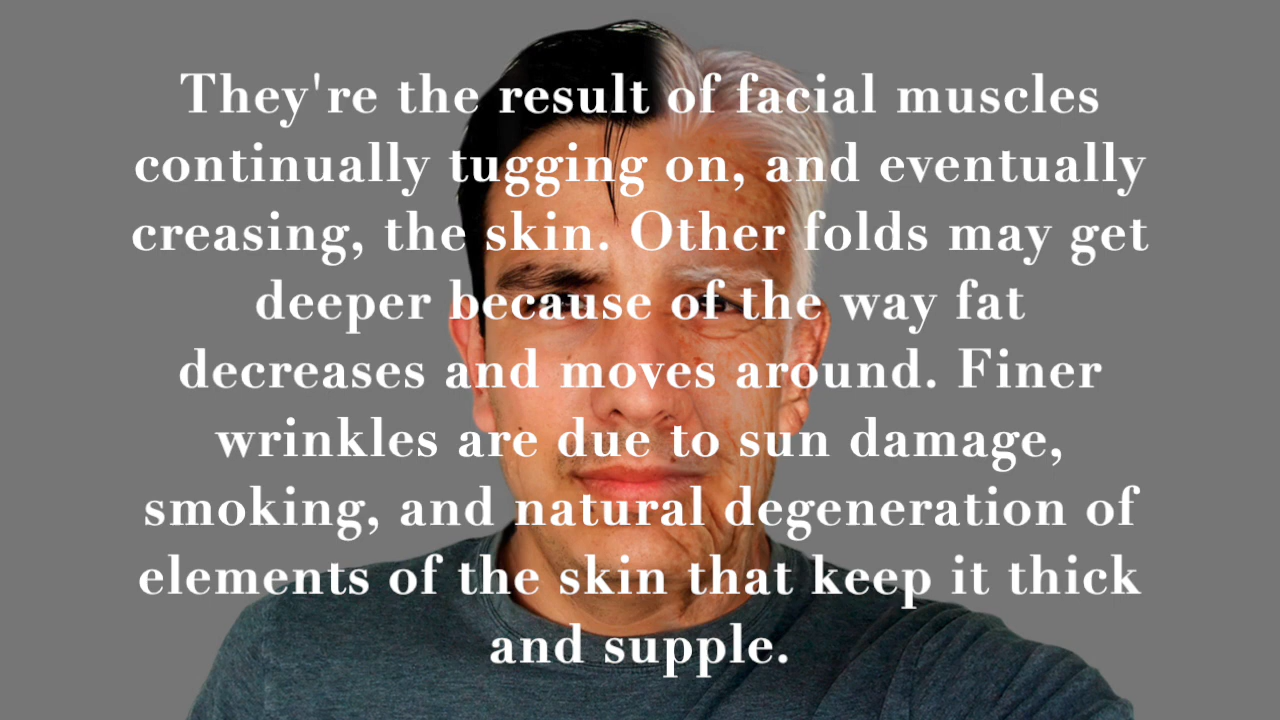 They're the result of facial muscles
continually tugging on, and eventually
creasing, the skin. Other folds may get
deeper because of the way fat
decreases and moves around. Finer
wrinkles are due to sun damage,
smoking, and natural degeneration of
elements of the skin that keep it thick
and supple.